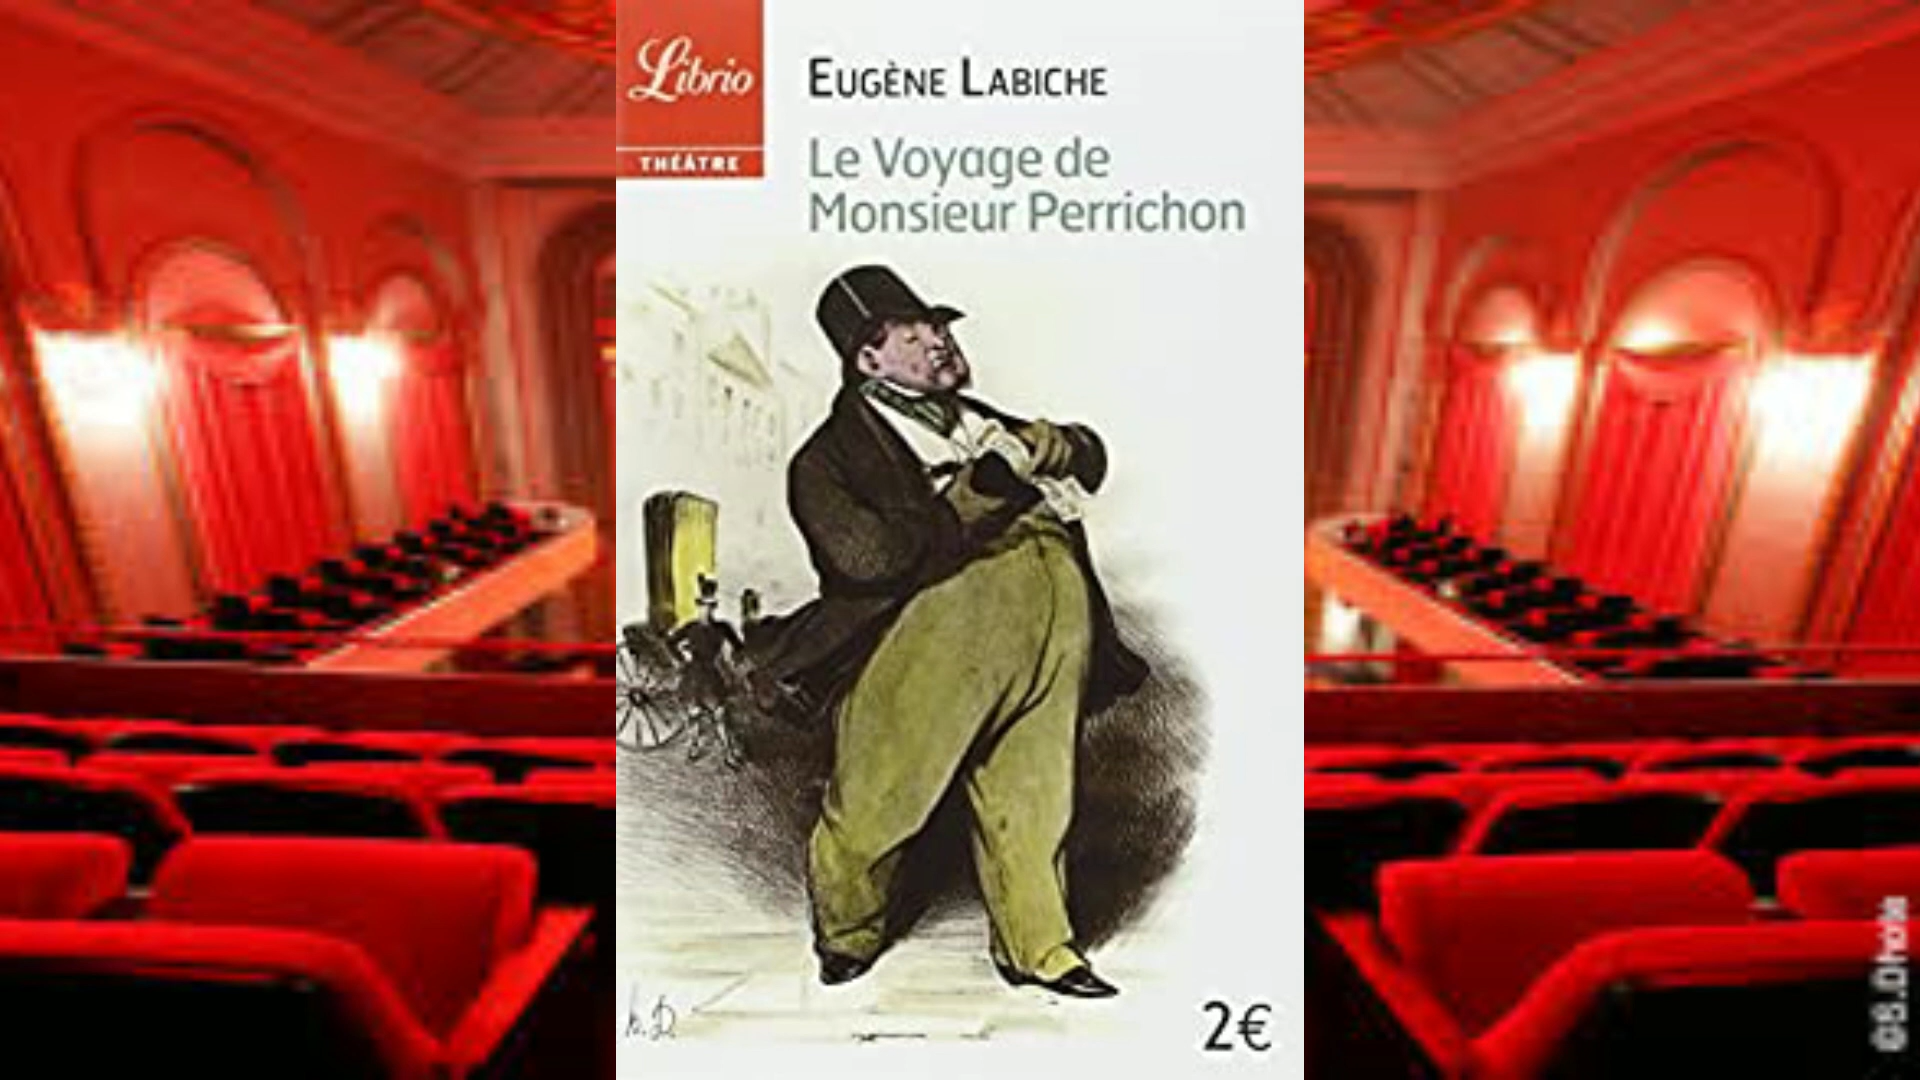 Librio
THÉÂTRE
EUGÈNE LABICHE
Le Voyage de
Monsieur Perrichon
h. D.
2€